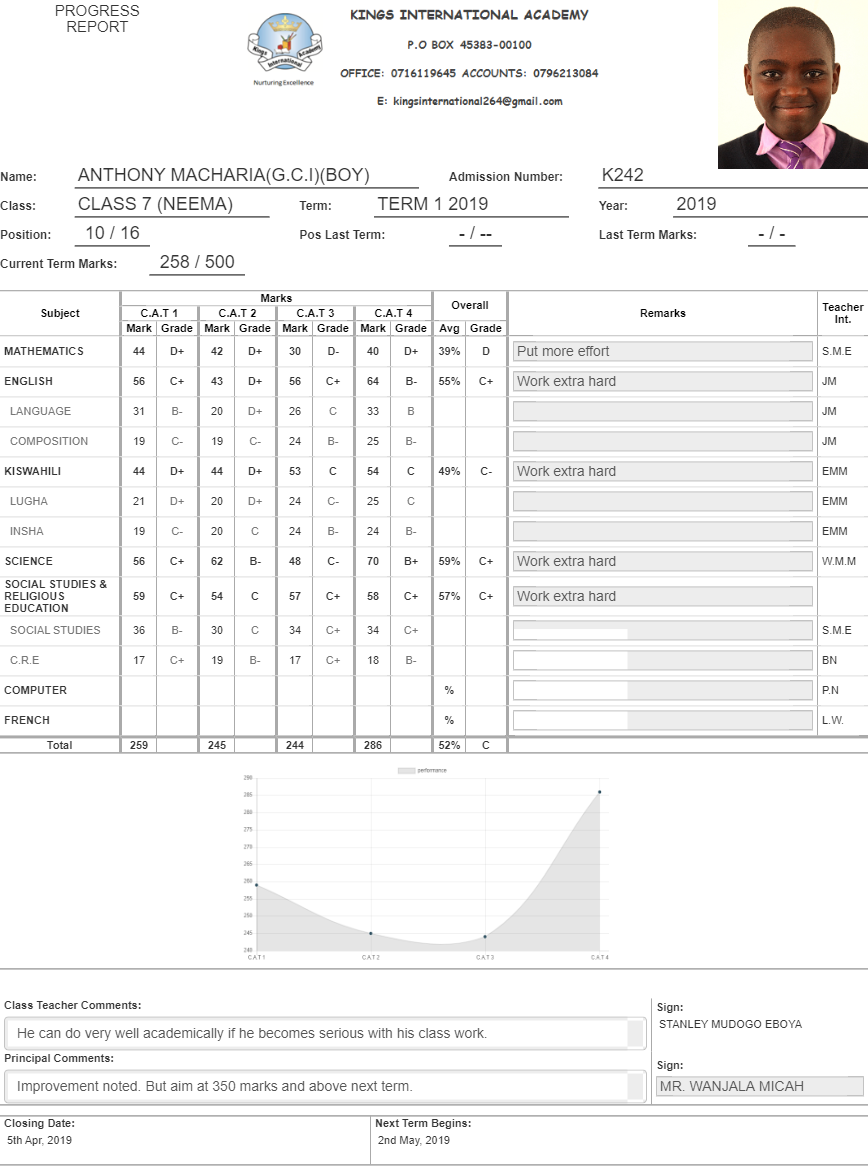 PROGRESS
REPORT
Kings International Academy
Nurturing Excellence
KINGS INTERNATIONAL ACADEMY
P.O BOX 45383-00100
OFFICE: 0716119645 ACCOUNTS: 0796213084
E: kingsinternational264@gmail.com
Name: ANTHONY MACHARIA(G.C.I)(BOY) Admission Number: K242
Class: CLASS 7 (NEEMA) Term: TERM 1 2019 Year: 2019
Position: 10 / 16 Pos Last Term: - / -- Last Term Marks: - / -
Current Term Marks: 258 / 500
Subject Marks Overall Remarks Teacher Int.
C.A.T 1 C.A.T 2 C.A.T 3 C.A.T 4
Mark Grade Mark Grade Mark Grade Mark Grade Avg Grade
MATHEMATICS 44 D+ 42 D+ 30 D- 40 D+ 39% D Put more effort S.M.E
ENGLISH 56 C+ 43 D+ 56 C+ 64 B- 55% C+ Work extra hard JM
LANGUAGE 31 B- 20 D+ 26 C 33 B JM
COMPOSITION 19 C- 19 C- 24 B- 25 B- JM
KISWAHILI 44 D+ 44 D+ 53 C 54 C 49% C- Work extra hard EMM
LUGHA 21 D+ 20 D+ 24 C- 25 C EMM
INSHA 19 C- 20 C 24 B- 24 B- EMM
SCIENCE 56 C+ 62 B- 48 C- 70 B+ 59% C+ Work extra hard W.M.M
SOCIAL STUDIES &
RELIGIOUS
EDUCATION 59 C+ 54 C 57 C+ 58 C+ 57% C+ Work extra hard
SOCIAL STUDIES 36 B- 30 C 34 C+ 34 C+ S.M.E
C.R.E 17 C+ 19 B- 17 C+ 18 B- BN
COMPUTER % P.N
FRENCH % L.W.
Total 259 245 244 286 52% C
performance
290
285
280
275
270
265
260
255
250
245
240
CAT1 CAT2 CAT3 CAT4
Class Teacher Comments:
He can do very well academically if he becomes serious with his class work.
Sign:
STANLEY MUDOGO EBOYA
Principal Comments:
Improvement noted. But aim at 350 marks and above next term.
Sign:
MR. WANJALA MICAH
Closing Date: Next Term Begins:
5th Apr, 2019 2nd May, 2019